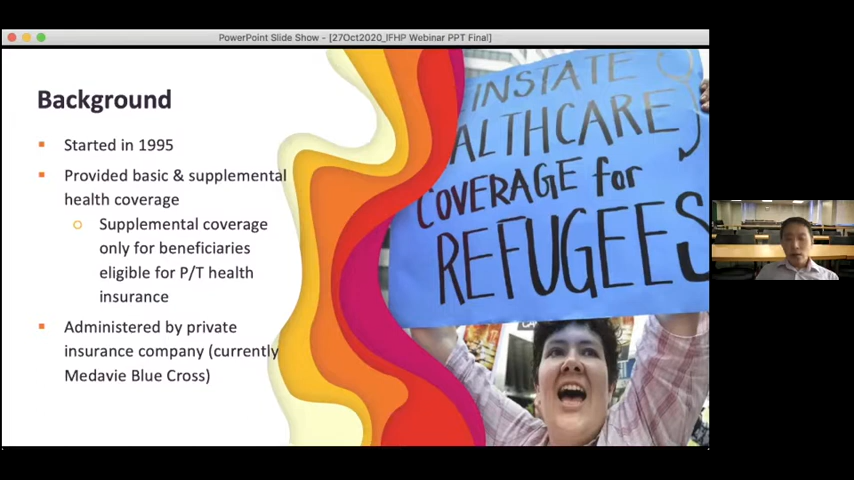 PowerPoint Slide Show - [27Oct2020_IFHP Webinar PPT Final]
Background
▪ Started in 1995
▪ Provided basic & supplemental
health coverage
○ Supplemental coverage
only for beneficiaries
eligible for P/T health
insurance
▪ Administered by private
insurance company (currently
Medavie Blue Cross)
INSTATE
ALTHCARE
COVERAGE for
REFUGEES